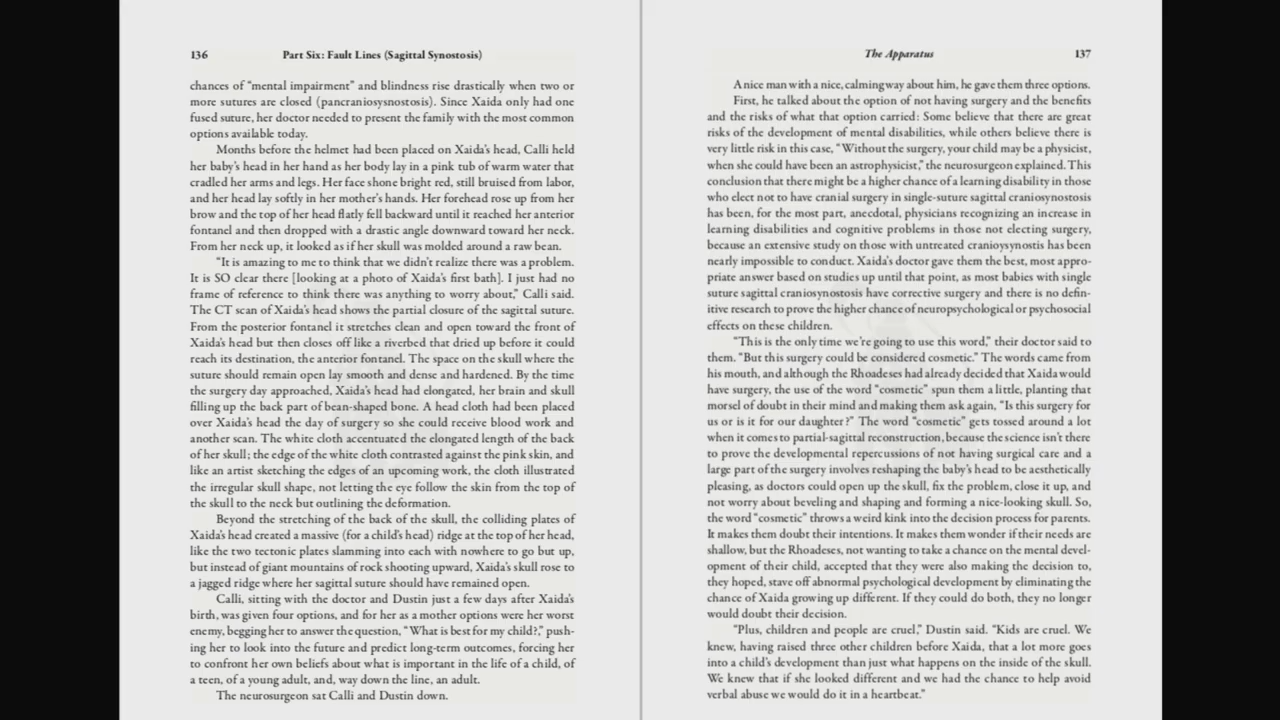 136 Part Six: Fault Lines (Sagittal Synostosis)
chances of “mental impairment” and blindness rise drastically when two or
more sutures are closed (pancraniosysnostosis). Since Xaida only had one
fused suture, her doctor needed to present the family with the most common
options available today.
Months before the helmet had been placed on Xaida’s head, Calli held
her baby’s head in her hand as her body lay in a pink tub of warm water that
cradled her arms and legs. Her face shone bright red, still bruised from labor,
and her head lay softly in her mother’s hands. Her forehead rose up from her
brow and the top of her head flatly fell backward until it reached her anterior
fontanel and then dropped with a drastic angle downward toward her neck.
From her neck up, it looked as if her skull was molded around a raw bean.
“It is amazing to me to think that we didn’t realize there was a problem.
It is SO clear there [looking at a photo of Xaida’s first bath]. I just had no
frame of reference to think there was anything to worry about,” Calli said.
The CT scan of Xaida’s head shows the partial closure of the sagittal suture.
From the posterior fontanel it stretches clean and open toward the front of
Xaida’s head but then closes off like a riverbed that dried up before it could
reach its destination, the anterior fontanel. The space on the skull where the
suture should remain open lay smooth and dense and hardened. By the time
the surgery day approached, Xaida’s head had elongated, her brain and skull
filling up the back part of bean-shaped bone. A head cloth had been placed
over Xaida’s head the day of surgery so she could receive blood work and
another scan. The white cloth accentuated the elongated length of the back
of her skull; the edge of the white cloth contrasted against the pink skin, and
like an artist sketching the edges of an upcoming work, the cloth illustrated
the irregular skull shape, not letting the eye follow the skin from the top of
the skull to the neck but outlining the deformation.
Beyond the stretching of the back of the skull, the colliding plates of
Xaida’s head created a massive (for a child’s head) ridge at the top of her head,
like the two tectonic plates slamming into each with nowhere to go but up,
but instead of giant mountains of rock shooting upward, Xaida’s skull rose to
a jagged ridge where her sagittal suture should have remained open.
Calli, sitting with the doctor and Dustin just a few days after Xaida’s
birth, was given four options, and for her as a mother options were her worst
enemy, begging her to answer the question, “What is best for my child?,” push-
ing her to look into the future and predict long-term outcomes, forcing her
to confront her own beliefs about what is important in the life of a child, of
a teen, of a young adult, and, way down the line, an adult.
The neurosurgeon sat Calli and Dustin down.
The Apparatus 137
A nice man with a nice, calming way about him, he gave them three options.
First, he talked about the option of not having surgery and the benefits
and the risks of what that option carried: Some believe that there are great
risks of the development of mental disabilities, while others believe there is
very little risk in this case, “Without the surgery, your child may be a physicist,
when she could have been an astrophysicist,” the neurosurgeon explained. This
conclusion that there might be a higher chance of a learning disability in those
who elect not to have cranial surgery in single-suture sagittal craniosynostosis
has been, for the most part, anecdotal, physicians recognizing an increase in
learning disabilities and cognitive problems in those not electing surgery,
because an extensive study on those with untreated cranioysynostis has been
nearly impossible to conduct. Xaida’s doctor gave them the best, most appro-
priate answer based on studies up until that point, as most babies with single
suture sagittal craniosynostosis have corrective surgery and there is no defin-
itive research to prove the higher chance of neuropsychological or psychosocial
effects on these children.
“This is the only time we’re going to use this word,” their doctor said to
them. “But this surgery could be considered cosmetic.” The words came from
his mouth, and although the Rhoadeses had already decided that Xaida would
have surgery, the use of the word “cosmetic” spun them a little, planting that
morsel of doubt in their mind and making them ask again, “Is this surgery for
us or is it for our daughter?” The word “cosmetic” gets tossed around a lot
when it comes to partial-sagittal reconstruction, because the science isn’t there
to prove the developmental repercussions of not having surgical care and a
large part of the surgery involves reshaping the baby’s head to be aesthetically
pleasing, as doctors could open up the skull, fix the problem, close it up, and
not worry about beveling and shaping and forming a nice-looking skull. So,
the word “cosmetic” throws a weird kink into the decision process for parents.
It makes them doubt their intentions. It makes them wonder if their needs are
shallow, but the Rhoadeses, not wanting to take a chance on the mental devel-
opment of their child, accepted that they were also making the decision to,
they hoped, stave off abnormal psychological development by eliminating the
chance of Xaida growing up different. If they could do both, they no longer
would doubt their decision.
“Plus, children and people are cruel,” Dustin said. “Kids are cruel. We
knew, having raised three other children before Xaida, that a lot more goes
into a child’s development than just what happens on the inside of the skull.
We knew that if she looked different and we had the chance to help avoid
verbal abuse we would do it in a heartbeat.”